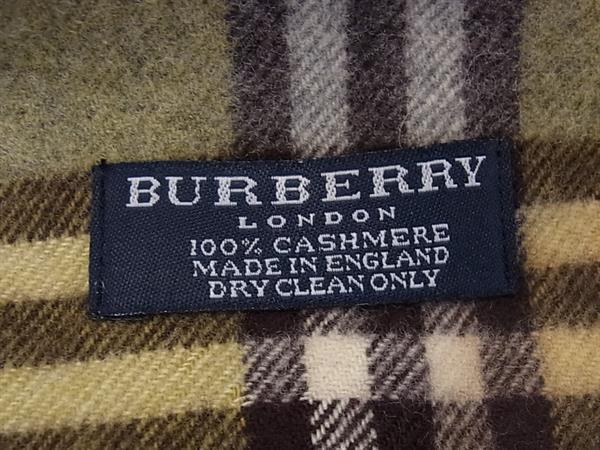 BURBERRY
LONDON
100% CASHMERE
MADE IN ENGLAND
DRY CLEAN ONLY